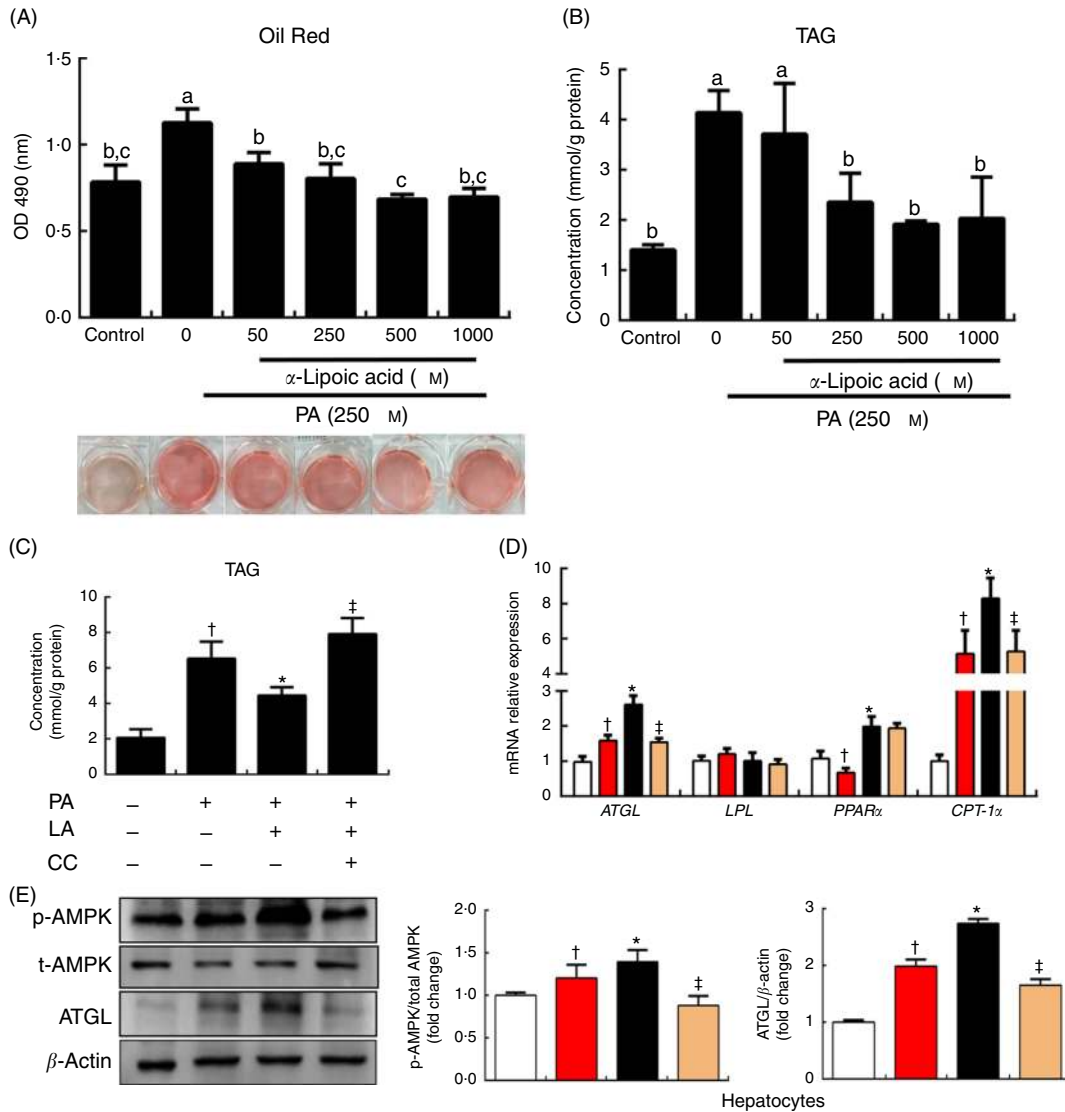 (A)
Oil Red
1·5
1·0
0·5
0·0
OD 490 (nm)
b,c
a
b
b,c
c
b,c
Control 0 50 250 500 1000
α-Lipoic acid ( M)
PA (250 M)
(B)
TAG
5
4
3
2
1
0
Concentration (mmol/g protein)
b
a
a
b
b
b
Control 0 50 250 500 1000
α-Lipoic acid ( M)
PA (250 M)
(C)
TAG
10
8
6
4
2
0
Concentration
(mmol/g protein)
†
*
‡
PA – + + +
LA – – + +
CC – – – +
(D)
10
8
6
4
3
2
1
0
mRNA relative expression
† * ‡
† *
† * ‡
ATGL LPL PPARα CPT-1α
(E)
p-AMPK
t-AMPK
ATGL
β-Actin
2·0
1·5
1·0
0·5
0·0
p-AMPK/total AMPK
(fold change)
† * ‡
3
2
1
0
ATGL/β-actin
(fold change)
† * ‡
Hepatocytes